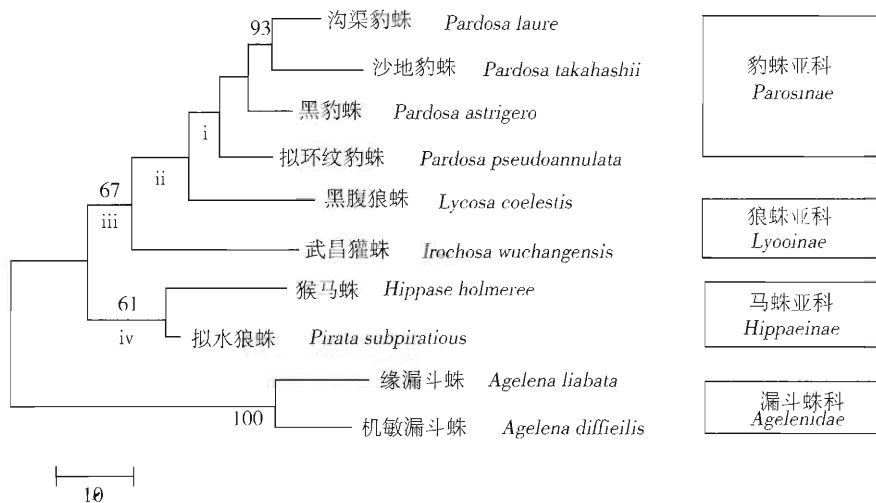 93
沟渠豹蛛 Pardosa laure
沙地豹蛛 Pardosa takahashii
黑豹蛛 Pardosa astrigero
i
拟环纹豹蛛 Pardosa pseudoannulata
豹蛛亚科
Parosinae
ii
67
iii
黑腹狼蛛 Lycosa coelestis
武昌獾蛛 Irochosa wuchangensis
狼蛛亚科
Lyooinae
61
iv
猴马蛛 Hippase holmeree
拟水狼蛛 Pirata subpiratious
马蛛亚科
Hippaeinae
100
缘漏斗蛛 Agelena liabata
机敏漏斗蛛 Agelena diffieilis
漏斗蛛科
Agelenidae
10